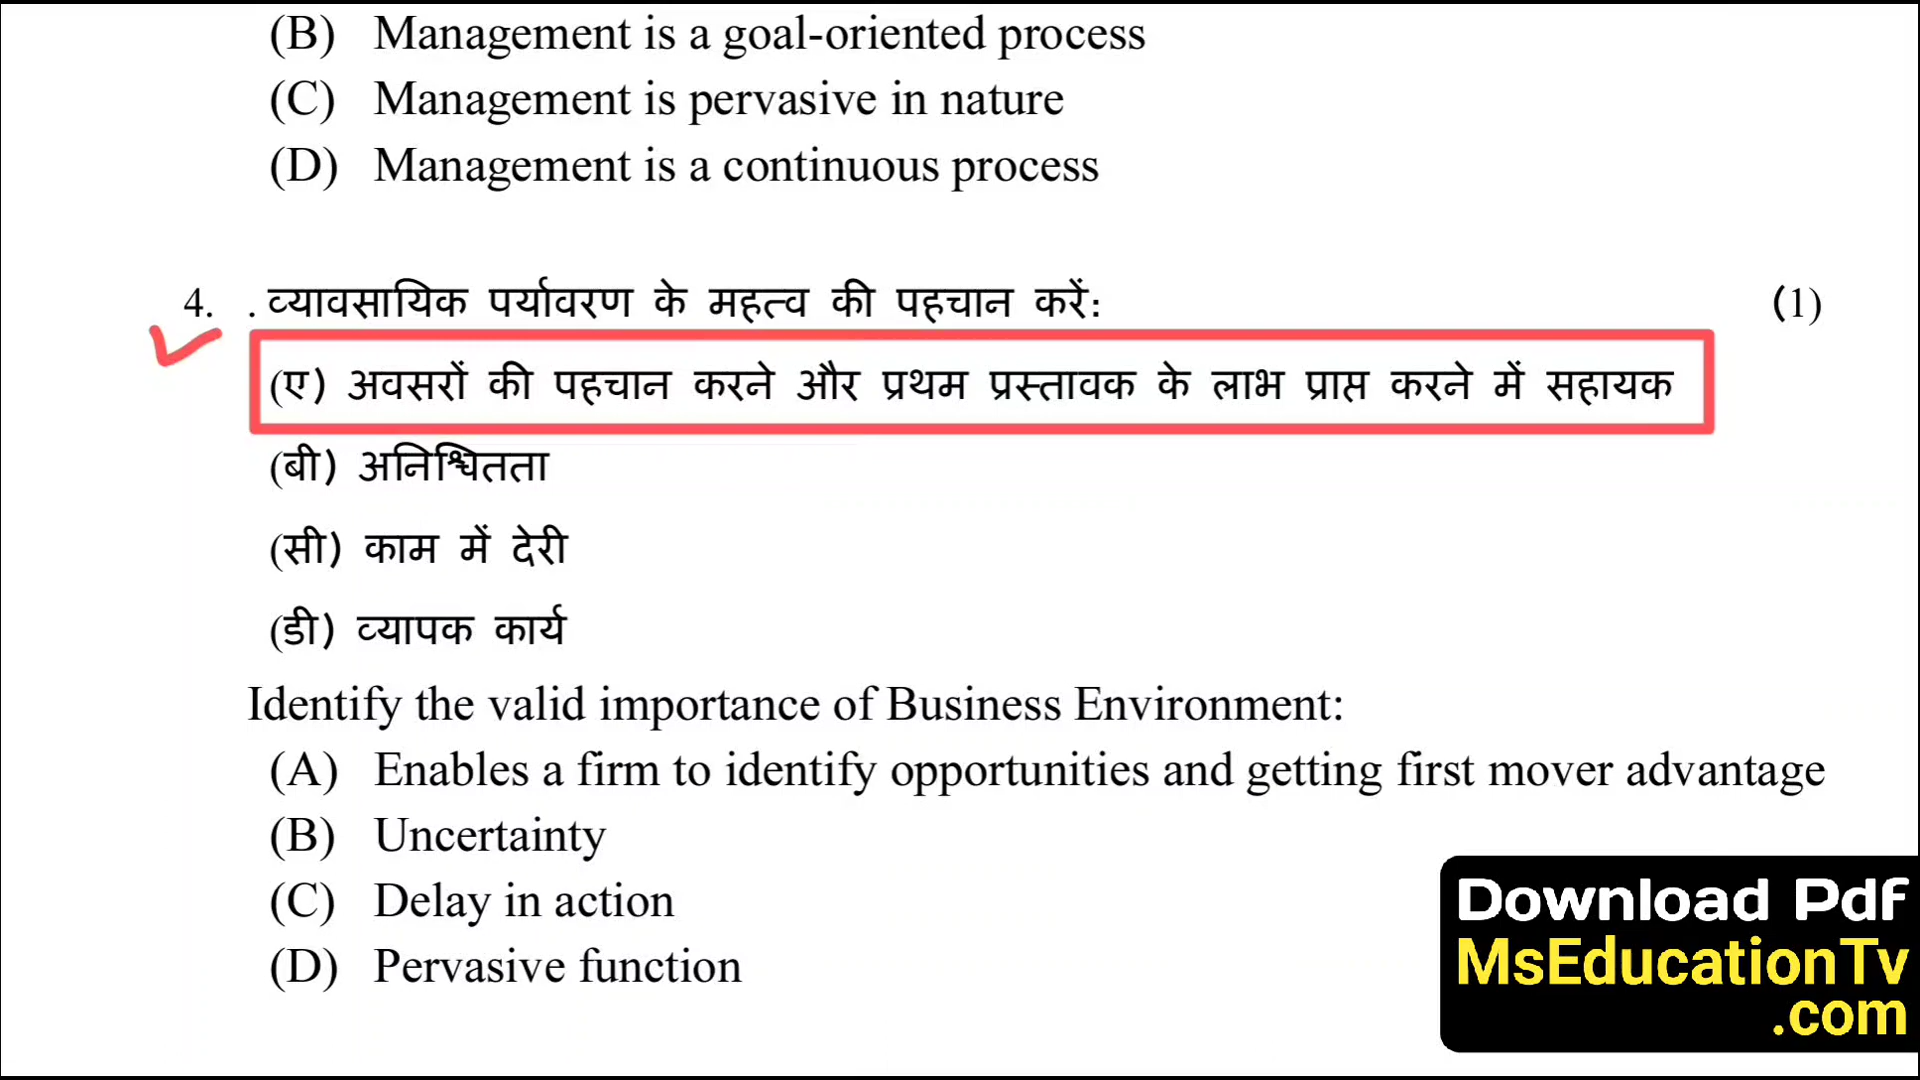 (B) Management is a goal-oriented process
(C) Management is pervasive in nature
(D) Management is a continuous process
4. . व्यावसायिक पर्यावरण के महत्व की पहचान करें: (1)
(ए) अवसरों की पहचान करने और प्रथम प्रस्तावक के लाभ प्राप्त करने में सहायक
(बी) अनिश्चितता
(सी) काम में देरी
(डी) व्यापक कार्य
Identify the valid importance of Business Environment:
(A) Enables a firm to identify opportunities and getting first mover advantage
(B) Uncertainty
(C) Delay in action
(D) Pervasive function
Download Pdf
MsEducationTv
.com